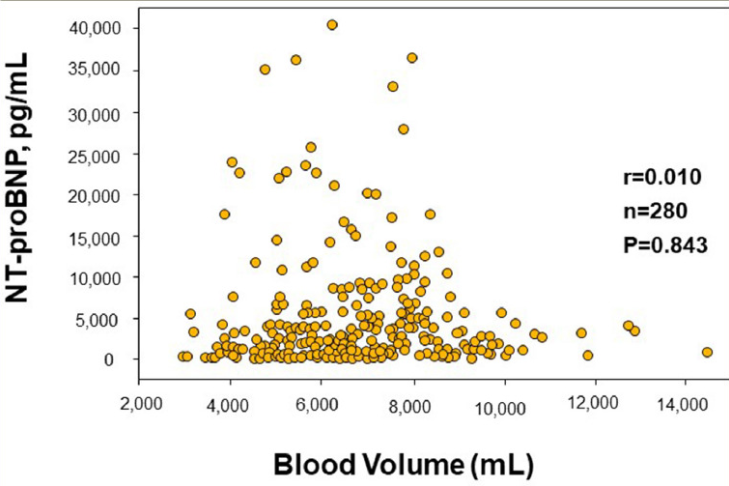 NT-proBNP, pg/mL
40,000
35,000
30,000
25,000
20,000
15,000
10,000
5,000
0
r=0.010
n=280
P=0.843
2,000 4,000 6,000 8,000 10,000 12,000 14,000
Blood Volume (mL)